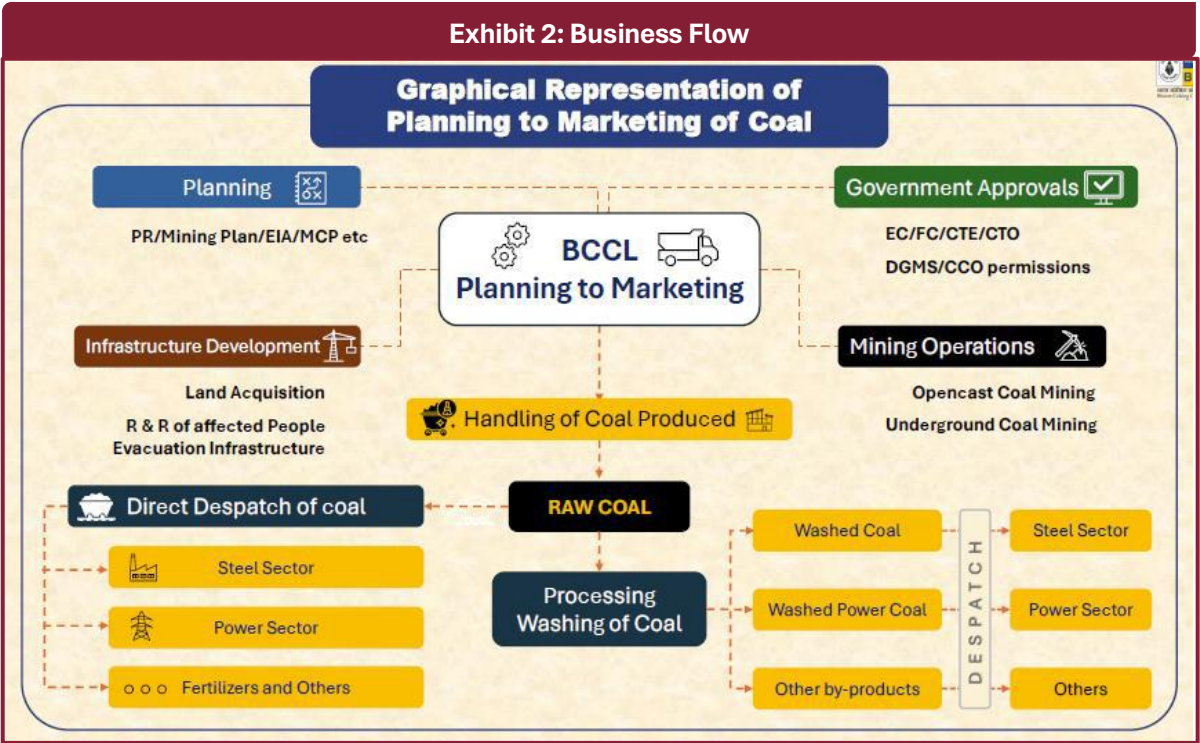 Exhibit 2: Business Flow
Graphical Representation of
Planning to Marketing of Coal
Planning
PR/Mining Plan/EIA/MCP etc
Government Approvals
EC/FC/CTE/CTO
DGMS/CCO permissions
BCCL
Planning to Marketing
Infrastructure Development
Land Acquisition
R & R of affected People
Evacuation Infrastructure
Mining Operations
Opencast Coal Mining
Underground Coal Mining
Handling of Coal Produced
RAW COAL
Direct Despatch of coal
Steel Sector
Power Sector
Fertilizers and Others
Processing
Washing of Coal
Washed Coal
Washed Power Coal
Other by-products
DESPATCH
Steel Sector
Power Sector
Others